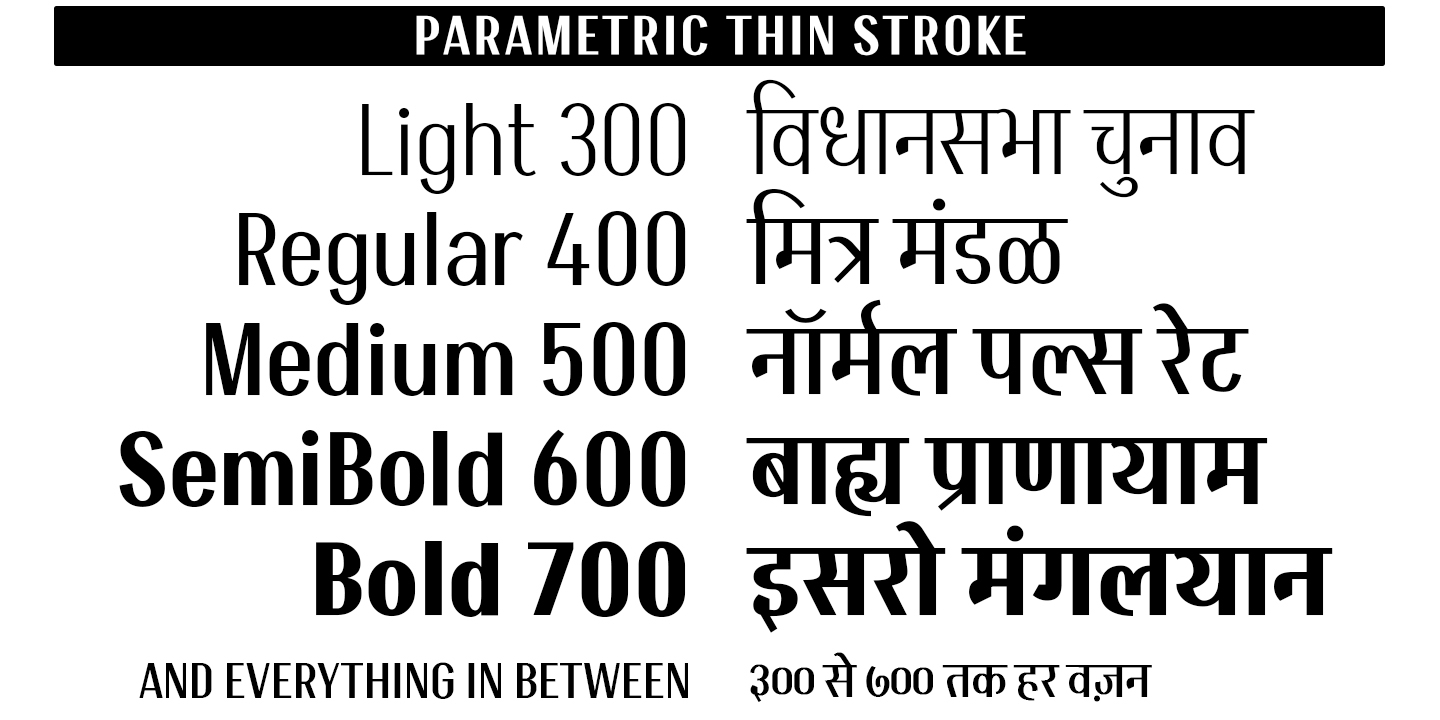 PARAMETRIC THIN STROKE
Light 300 विधानसभा चुनाव
Regular 400 मित्र मंडळ
Medium 500 नॉर्मल पल्स रेट
SemiBold 600 बाह्य प्राणायाम
Bold 700 इसरो मंगलयान
AND EVERYTHING IN BETWEEN ३०० से ७०० तक हर वज़न